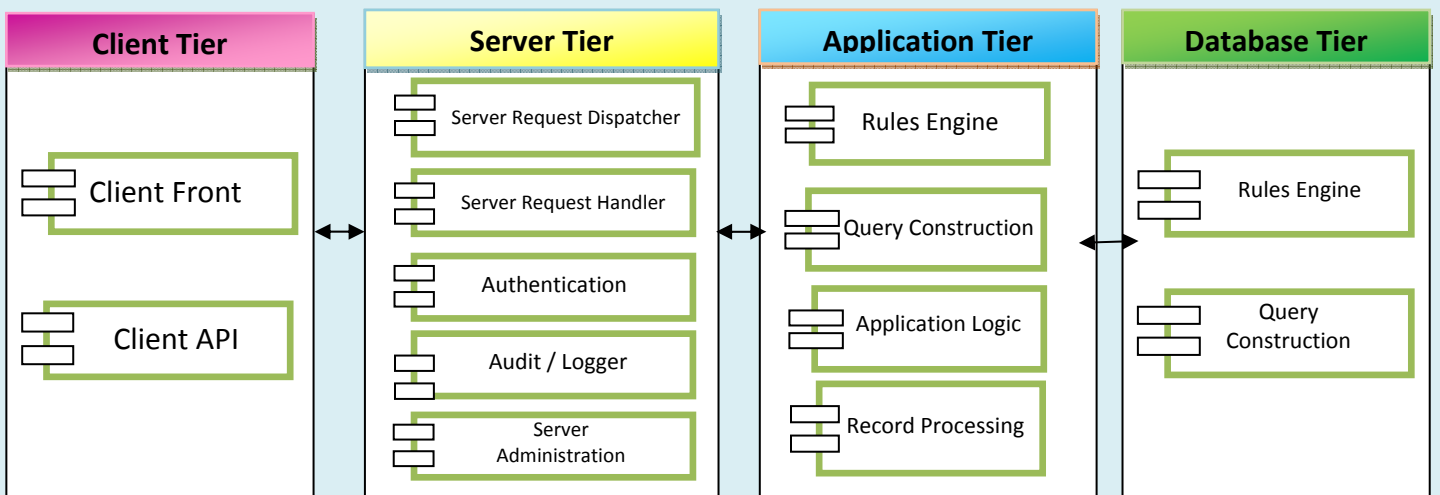 Client Tier
Client Front
Client API
Server Tier
Server Request Dispatcher
Server Request Handler
Authentication
Audit / Logger
Server
Administration
Application Tier
Rules Engine
Query Construction
Application Logic
Record Processing
Database Tier
Rules Engine
Query
Construction